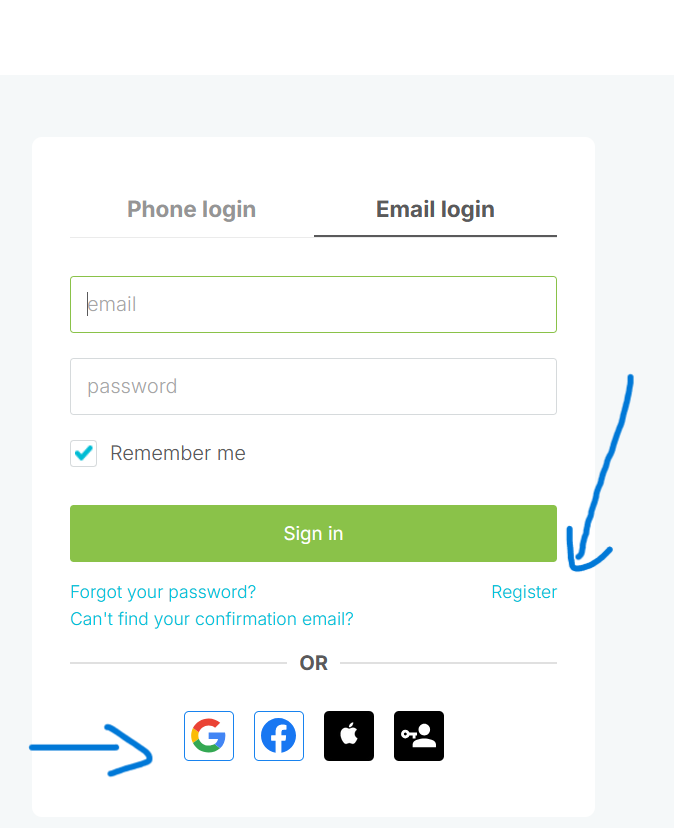 Phone login Email login
email
password
Remember me
Sign in
Forgot your password? Register
Can't find your confirmation email?
OR